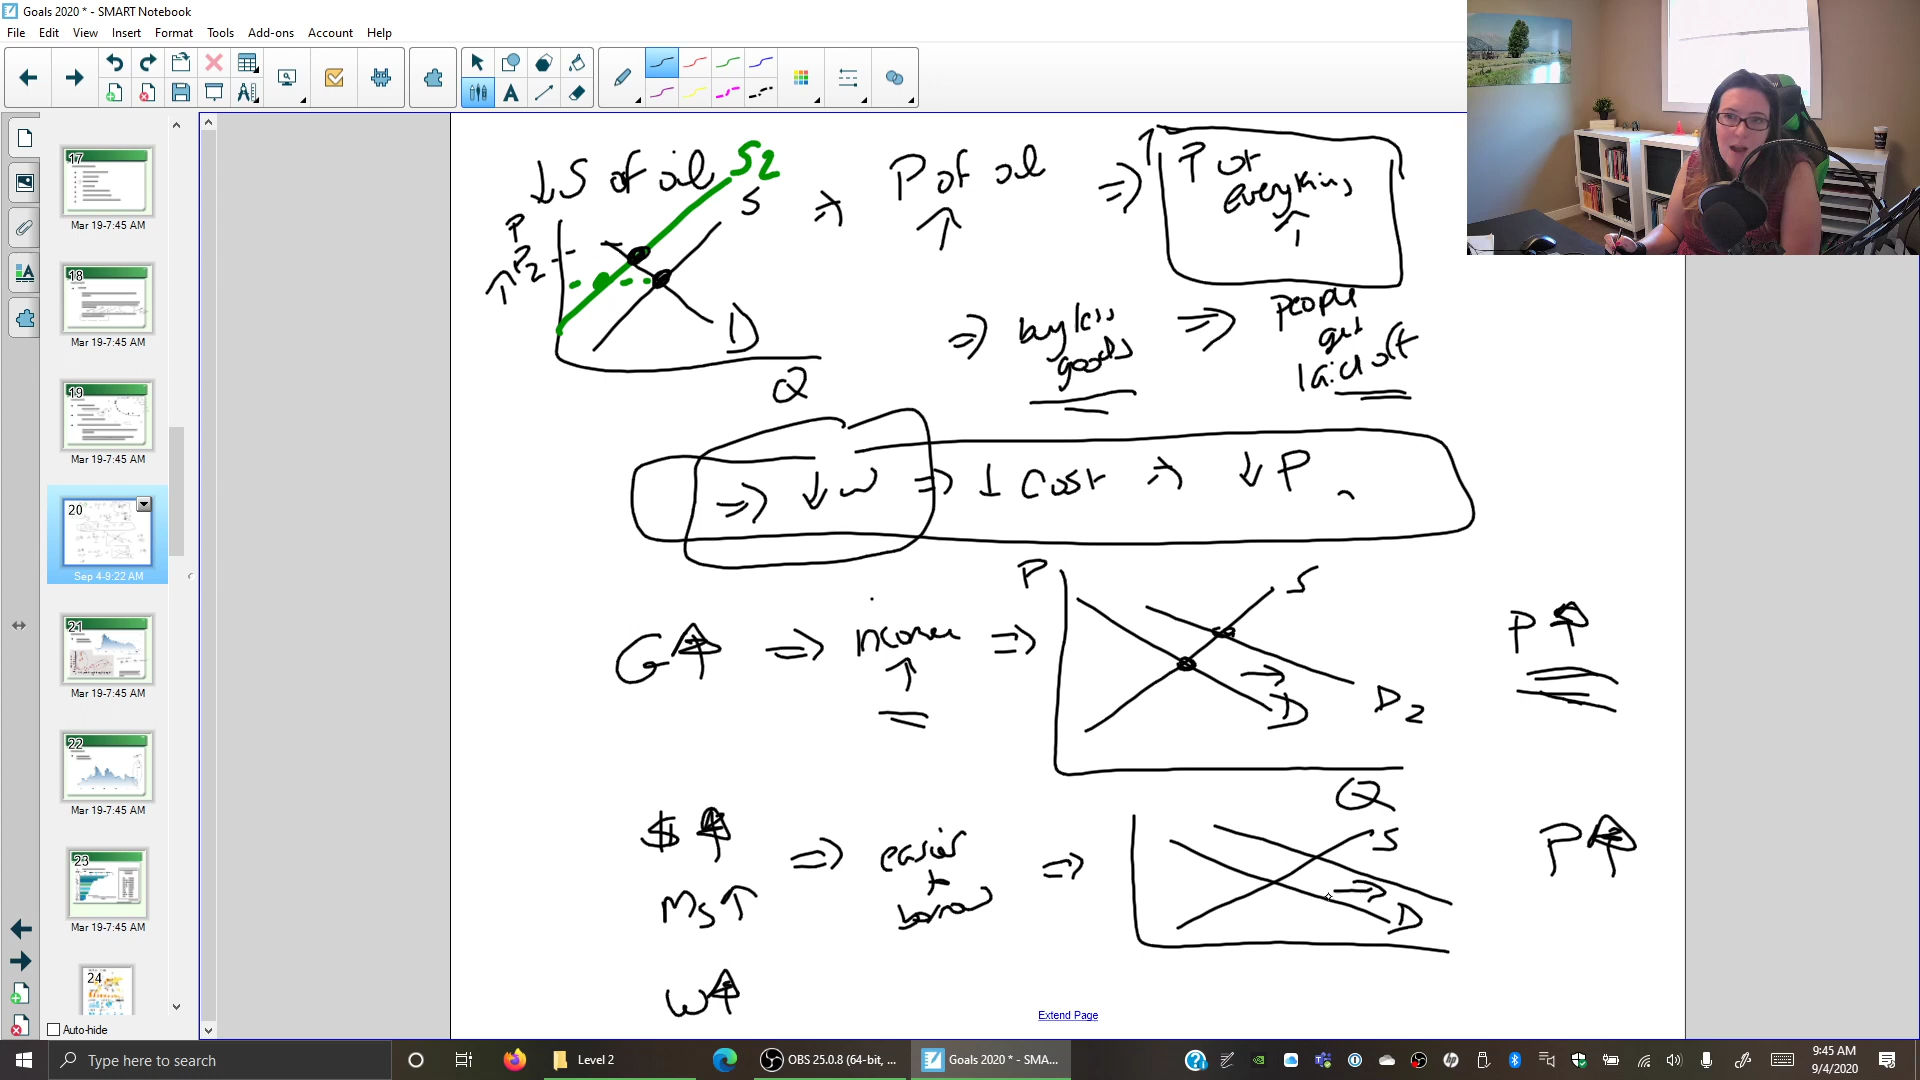 Goals 2020 * - SMART Notebook
File Edit View Insert Format Tools Add-ons Account Help
17
Mar 19-7:45 AM
18
Mar 19-7:45 AM
19
Mar 19-7:45 AM
20
Sep 4-9:22 AM
21
Mar 19-7:45 AM
22
Mar 19-7:45 AM
23
Mar 19-7:45 AM
24
Auto-hide
↓S of oil ⇒ P of oil ↑ ⇒ ↑ P of everything ↑
S2
S
P
↑P2
D
Q
⇒ buy less goods ⇒ people get laid off
⇒ ↓ w ⇒ ↓ Cost ⇒ ↓ P
G↑ ⇒ income ↑ ⇒
P
S
D
D2
Q
P↑
$↑ ⇒ easier to borrow ⇒
S
D
P↑
Ms↑
w↑
Extend Page
Type here to search
Level 2
OBS 25.0.8 (64-bit, ...
Goals 2020 * - SMA...
9:45 AM
9/4/2020